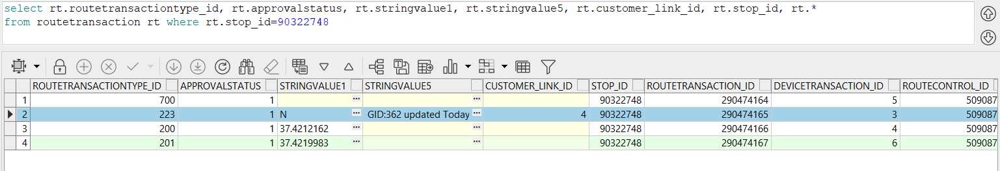 select rt.routetransactiontype_id, rt.approvalstatus, rt.stringvalue1, rt.stringvalue5, rt.customer_link_id, rt.stop_id, rt.*
from routetransaction rt where rt.stop_id=90322748
ROUTETRANSACTIONTYPE_ID APPROVALSTATUS STRINGVALUE1 STRINGVALUE5 CUSTOMER_LINK_ID STOP_ID ROUTETRANSACTION_ID DEVICETRANSACTION_ID ROUTECONTROL_ID
1 700 1 ... ... 90322748 290474164 5 509087
2 223 1 N ... GID:362 updated Today ... 4 90322748 290474165 3 509087
3 200 1 37.4212162 ... ... 90322748 290474166 4 509087
4 201 1 37.4219983 ... ... 90322748 290474167 6 509087